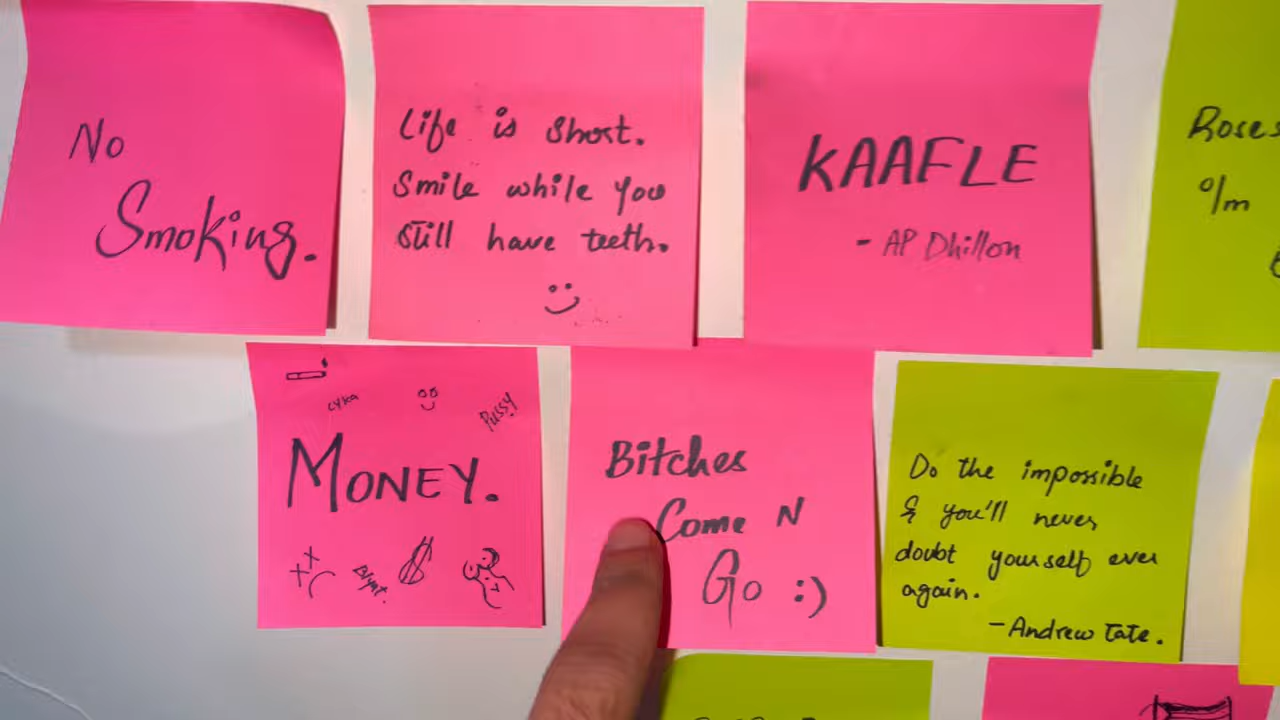 No
Smoking.
Life is short.
Smile while you
still have teeth.
KAAFLE
- AP Dhillon
Roses
o/m
cyka
Pussy
MONEY.
Blunt.
$
Bitches
Come N
Go :)
Do the impossible
& you'll never
doubt yourself ever
again.
- Andrew Tate.